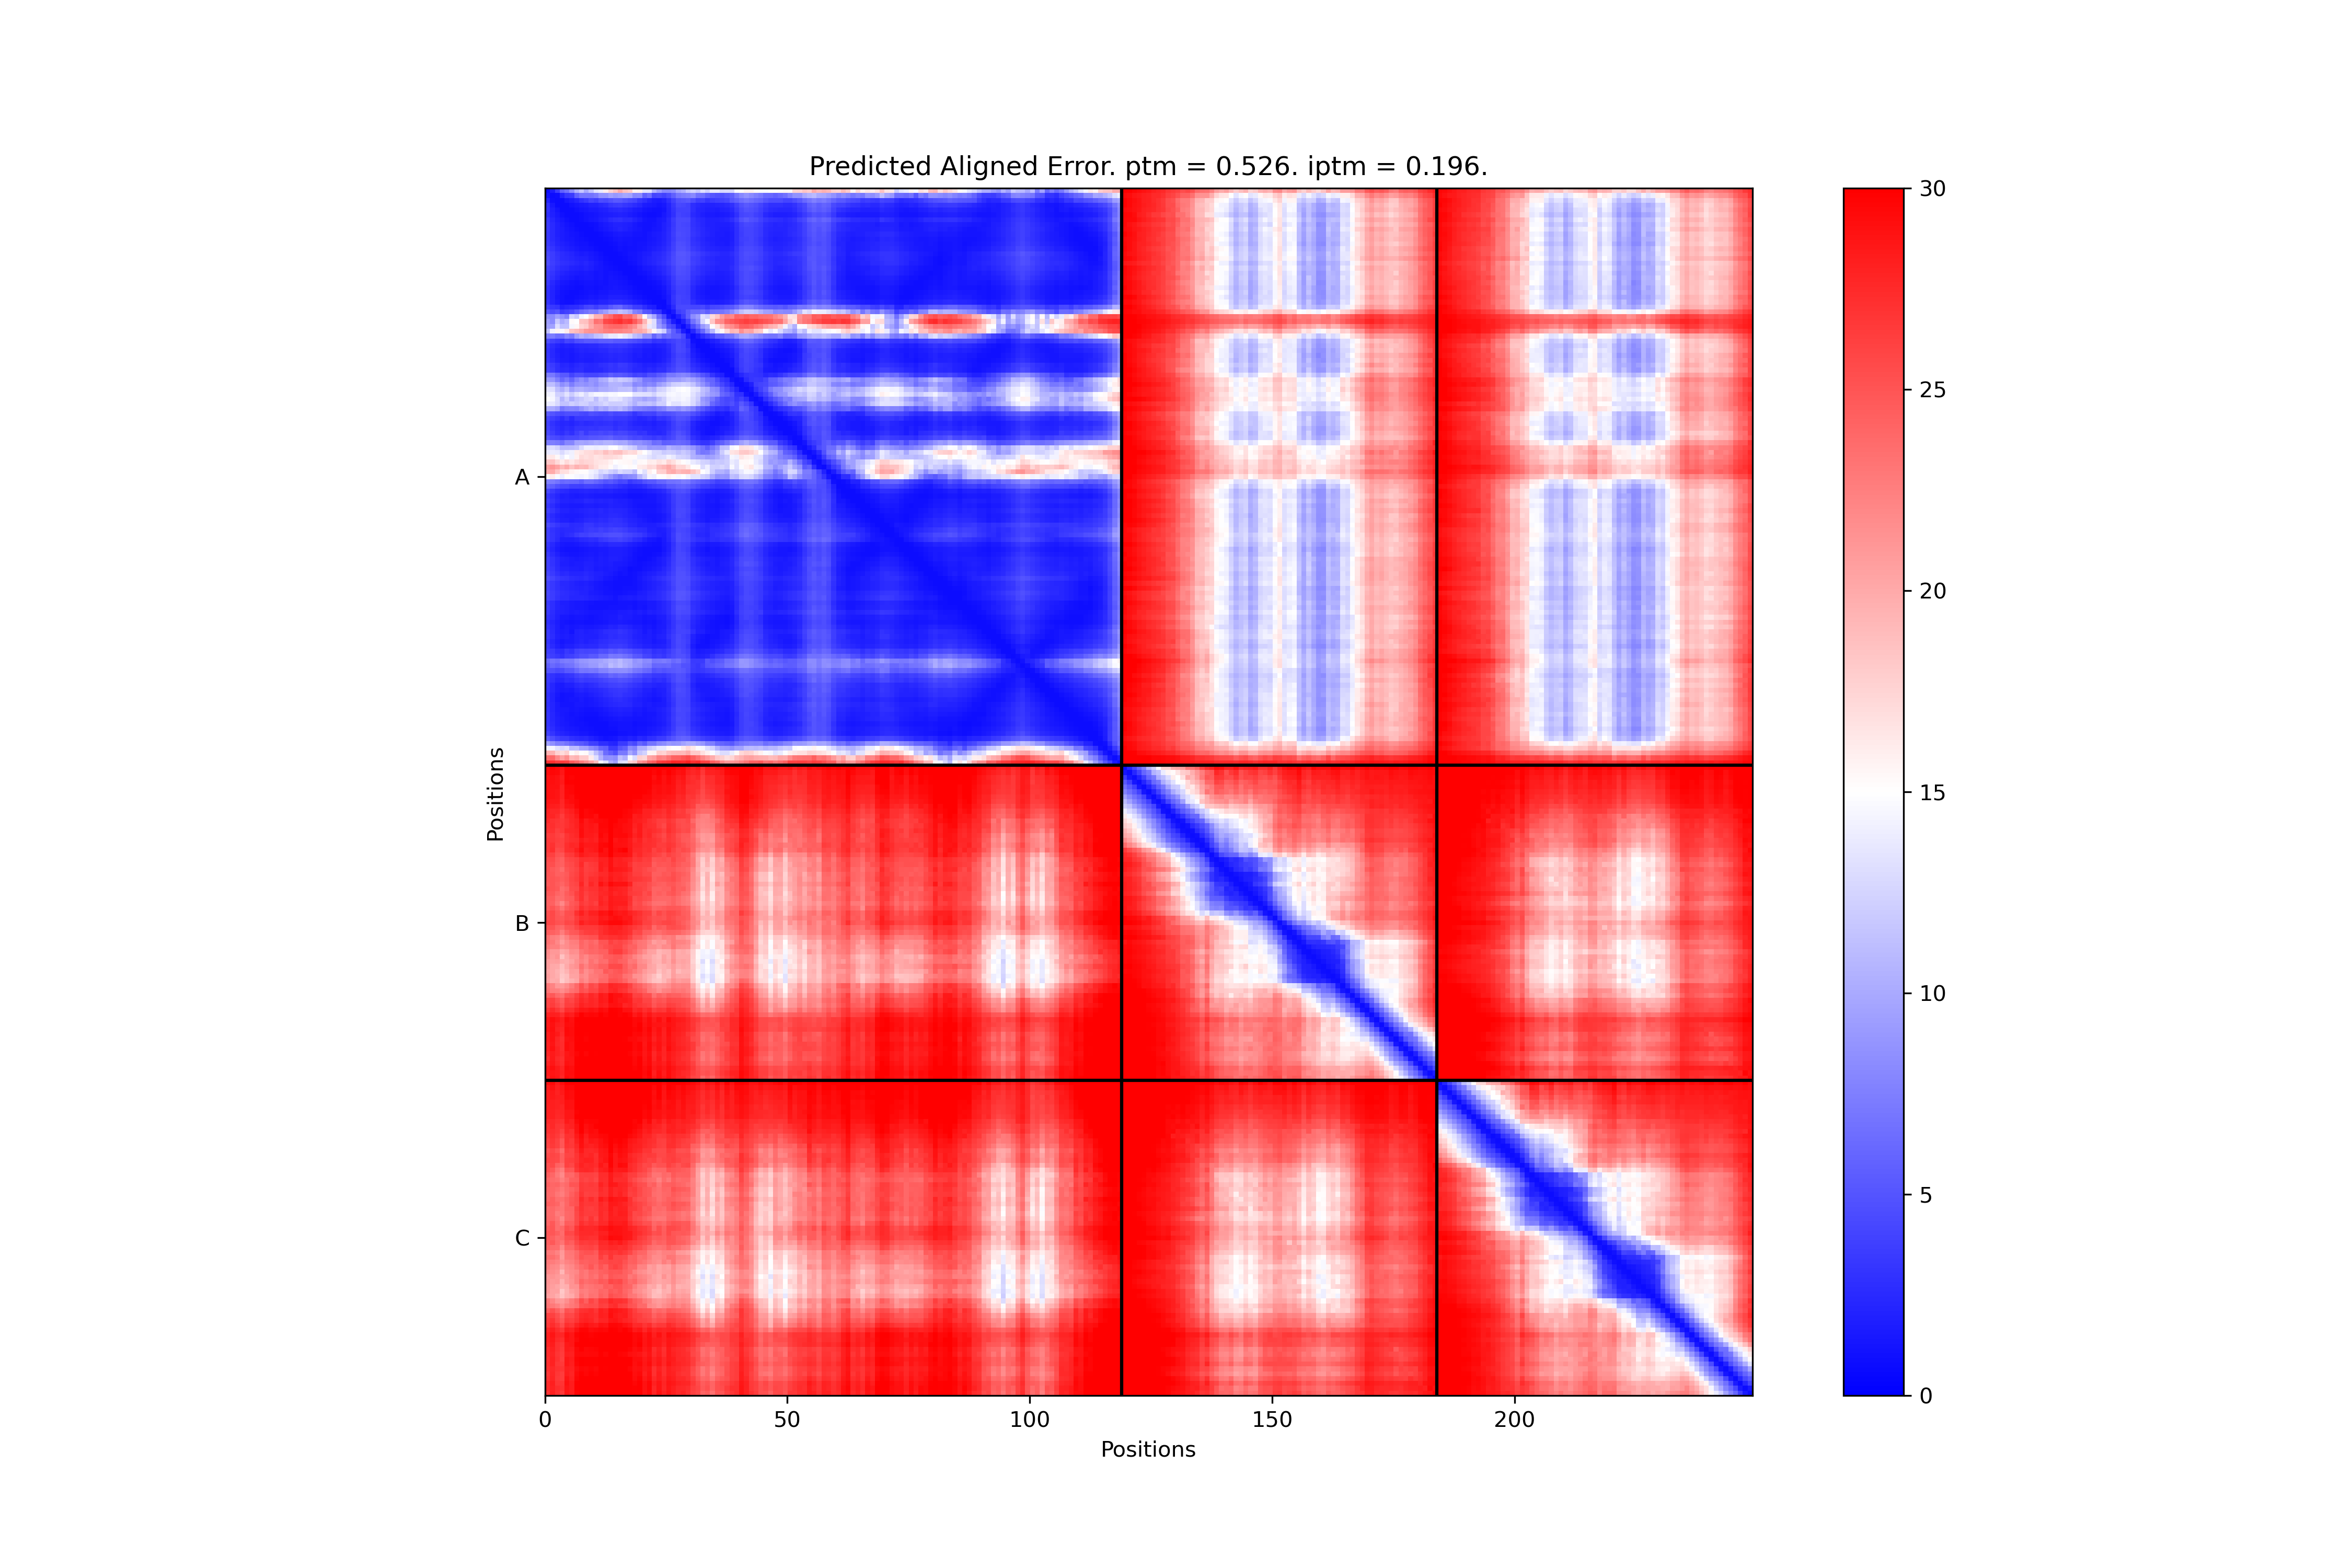 Predicted Aligned Error. ptm = 0.526. iptm = 0.196.
30
25
20
15
10
5
0
A
B
C
Positions
0 50 100 150 200
Positions